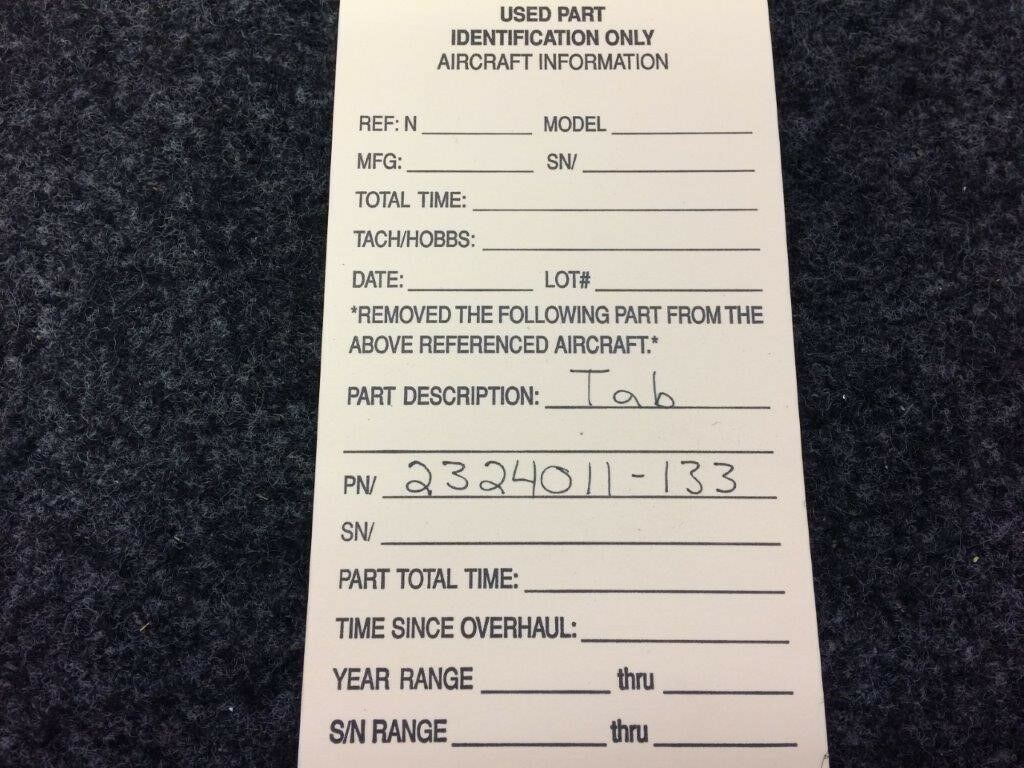 USED PART
IDENTIFICATION ONLY
AIRCRAFT INFORMATION
REF: N MODEL
MFG: SN/
TOTAL TIME:
TACH/HOBBS:
DATE: LOT#
*REMOVED THE FOLLOWING PART FROM THE
ABOVE REFERENCED AIRCRAFT.*
PART DESCRIPTION: Tab
PN/ 2324011-133
SN/
PART TOTAL TIME:
TIME SINCE OVERHAUL:
YEAR RANGE thru
S/N RANGE thru